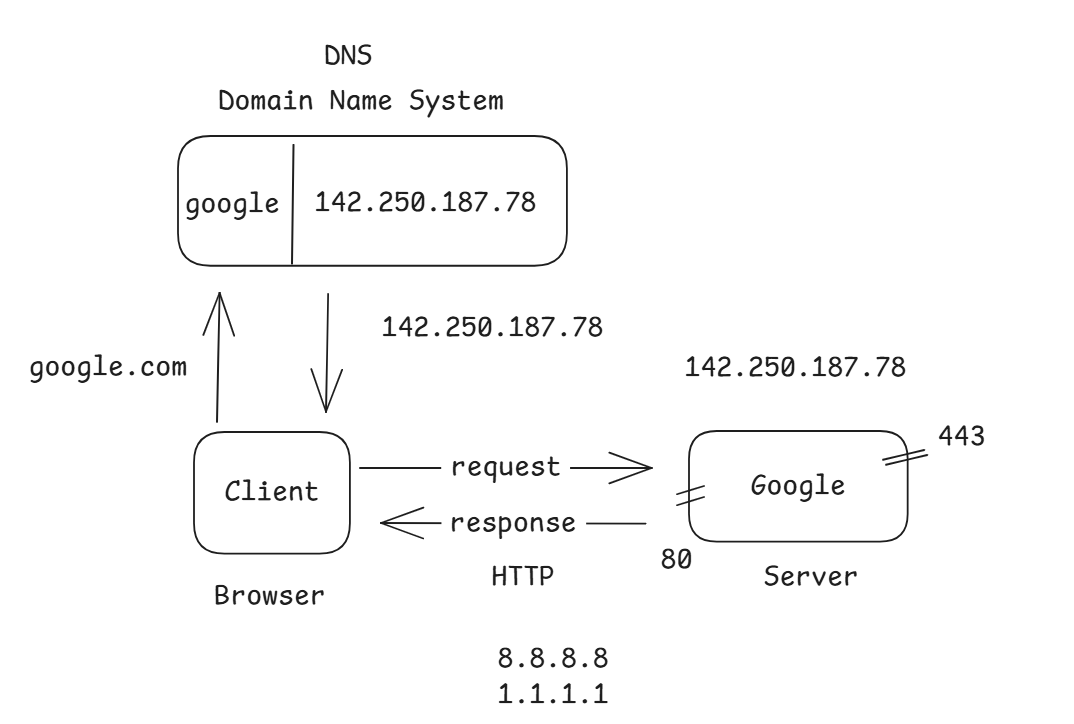 DNS
Domain Name System
google 142.250.187.78
142.250.187.78
google.com
142.250.187.78
443
Client
request
Google
response
80
HTTP
Server
Browser
8.8.8.8
1.1.1.1